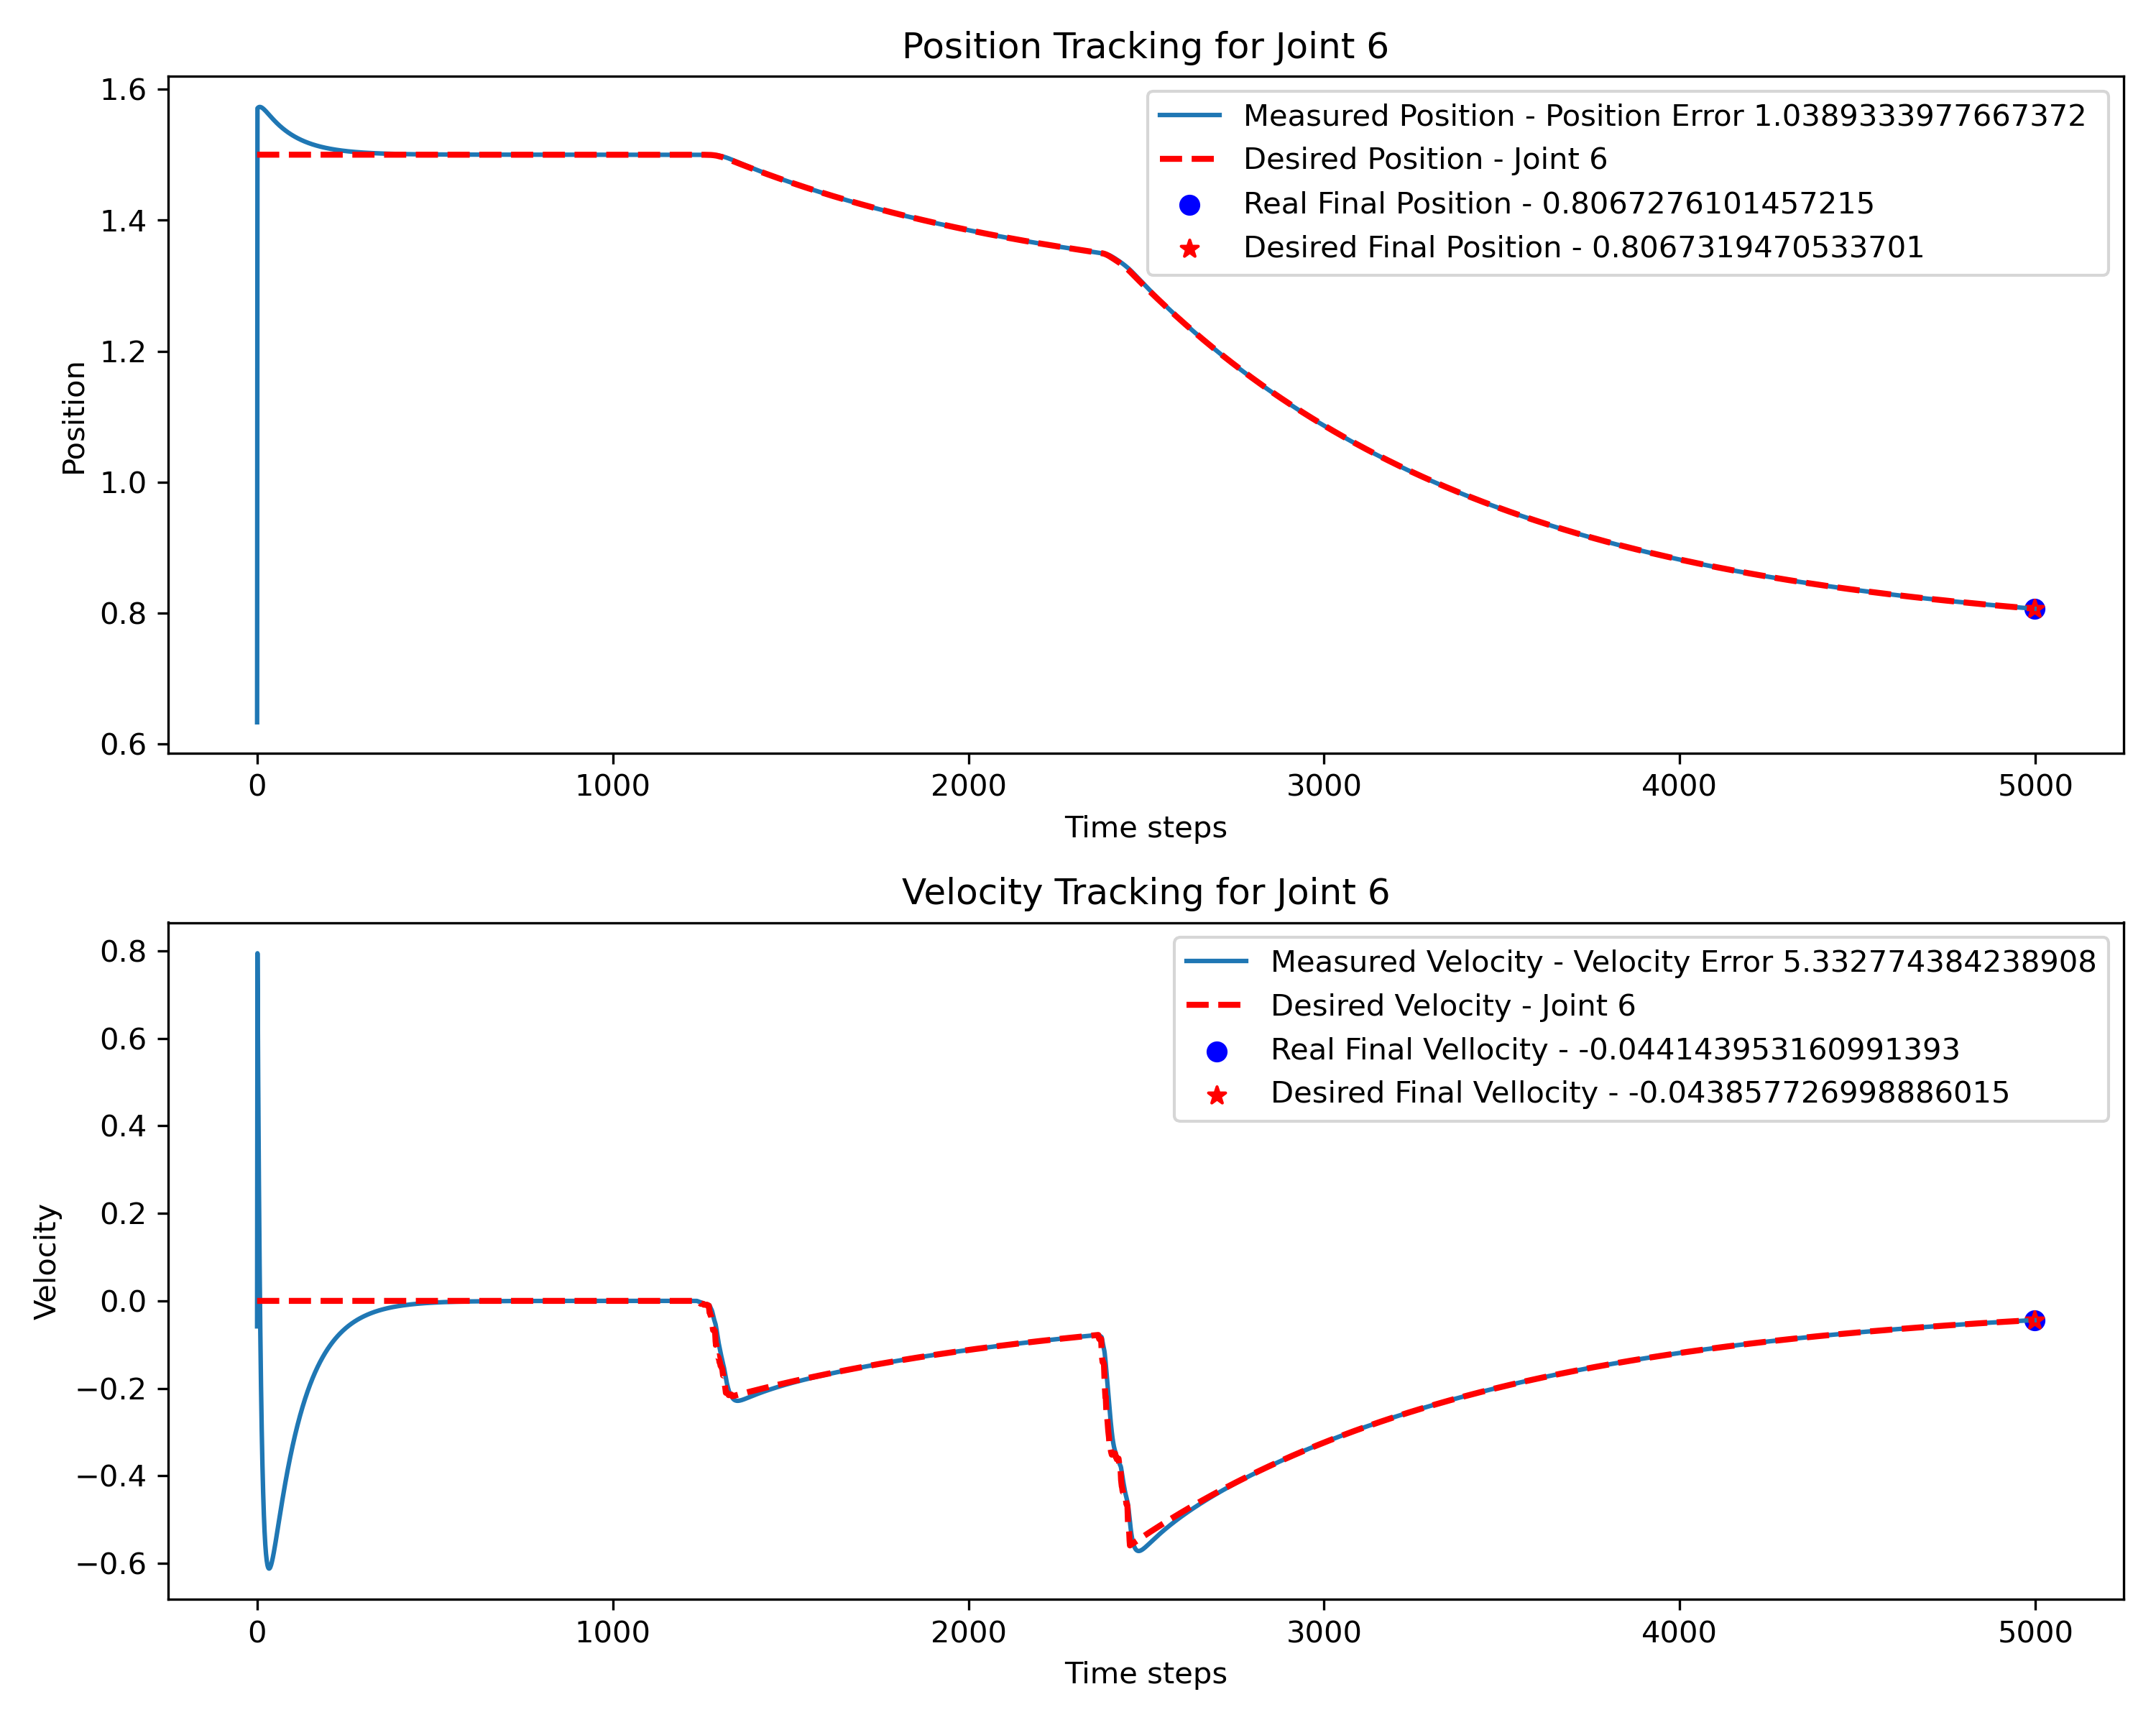 Position Tracking for Joint 6
1.6
1.4
1.2
1.0
0.8
0.6
Position
Measured Position - Position Error 1.0389333977667372
Desired Position - Joint 6
Real Final Position - 0.8067276101457215
Desired Final Position - 0.8067319470533701
0 1000 2000 3000 4000 5000
Time steps
Velocity Tracking for Joint 6
0.8
0.6
0.4
0.2
0.0
−0.2
−0.4
−0.6
Velocity
Measured Velocity - Velocity Error 5.332774384238908
Desired Velocity - Joint 6
Real Final Vellocity - -0.044143953160991393
Desired Final Vellocity - -0.043857726998886015
0 1000 2000 3000 4000 5000
Time steps